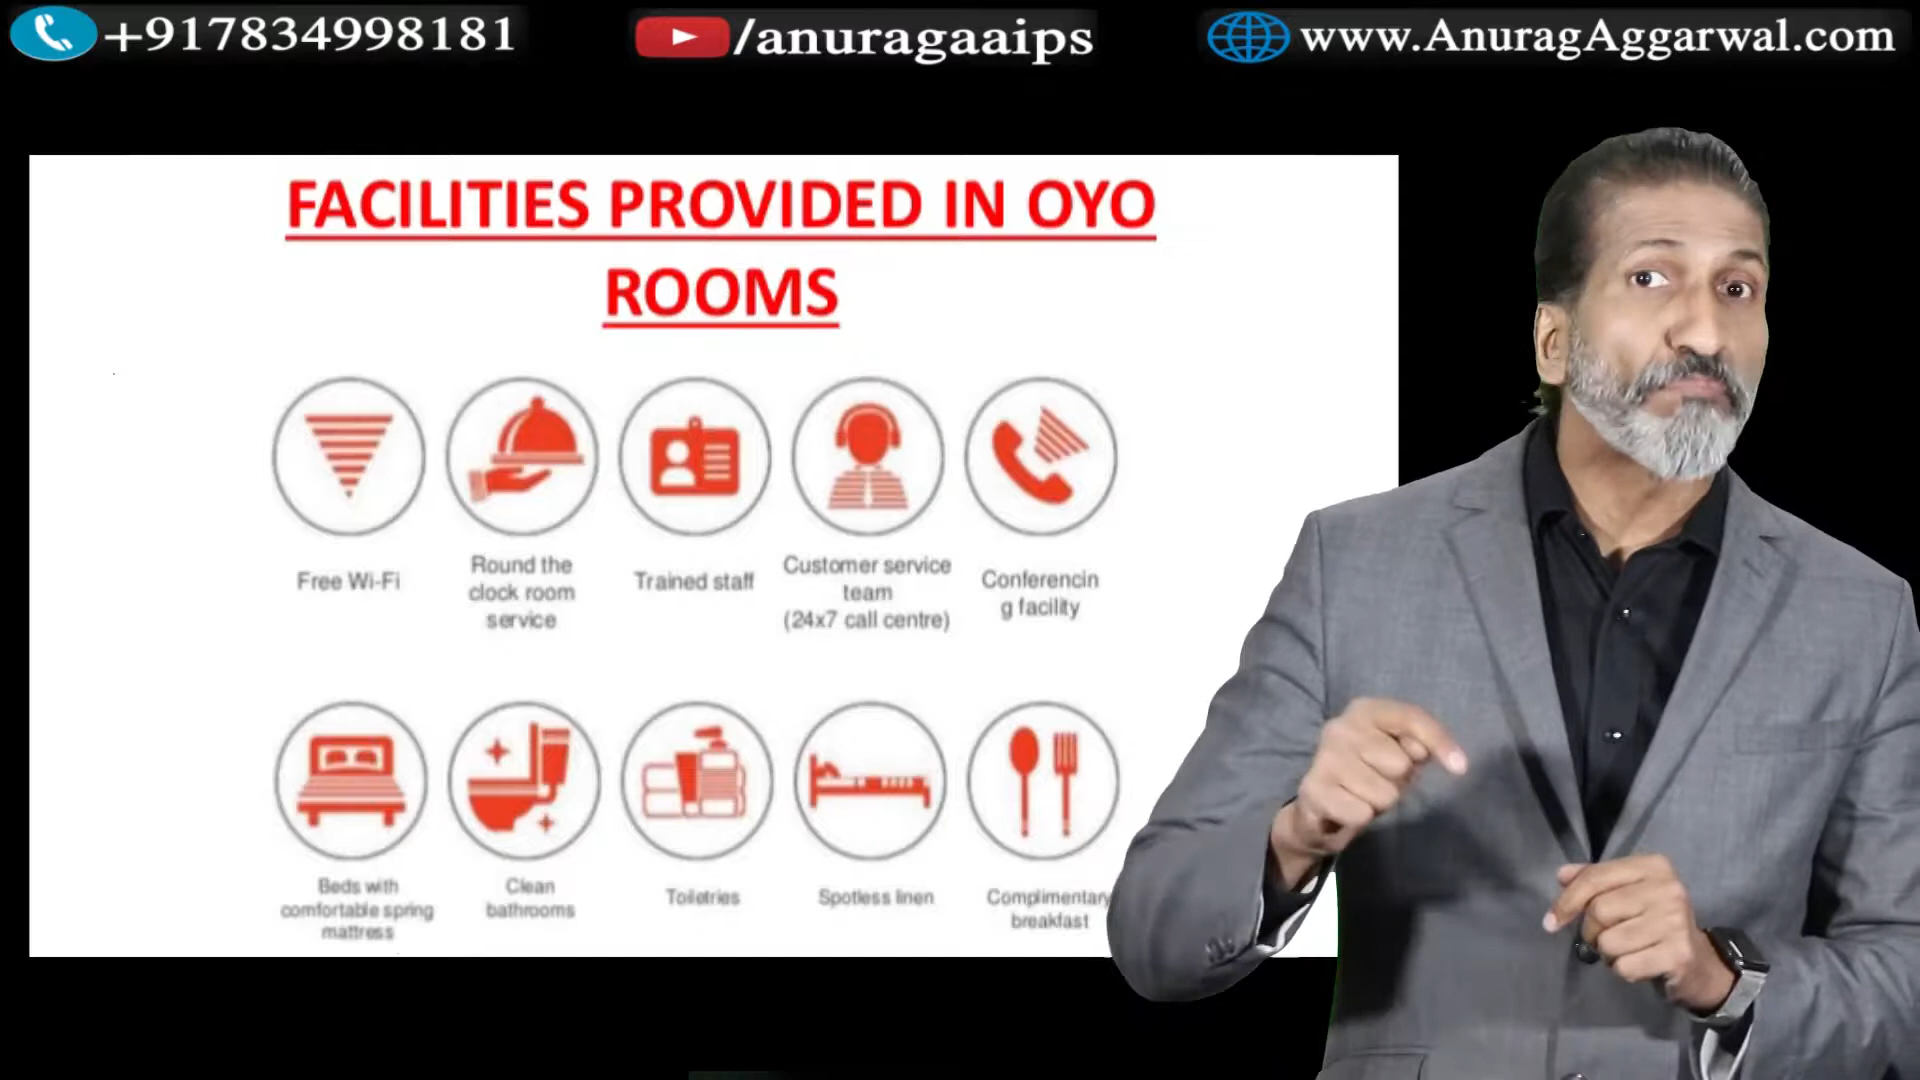 +917834998181
/anuragaaips
www.AnuragAggarwal.com
FACILITIES PROVIDED IN OYO
ROOMS
Free Wi-Fi
Round the
clock room
service
Trained staff
Customer service
team
(24x7 call centre)
Conferencin
g facility
Beds with
comfortable spring
mattress
Clean
bathrooms
Toiletries
Spotless linen
Complimentary
breakfast